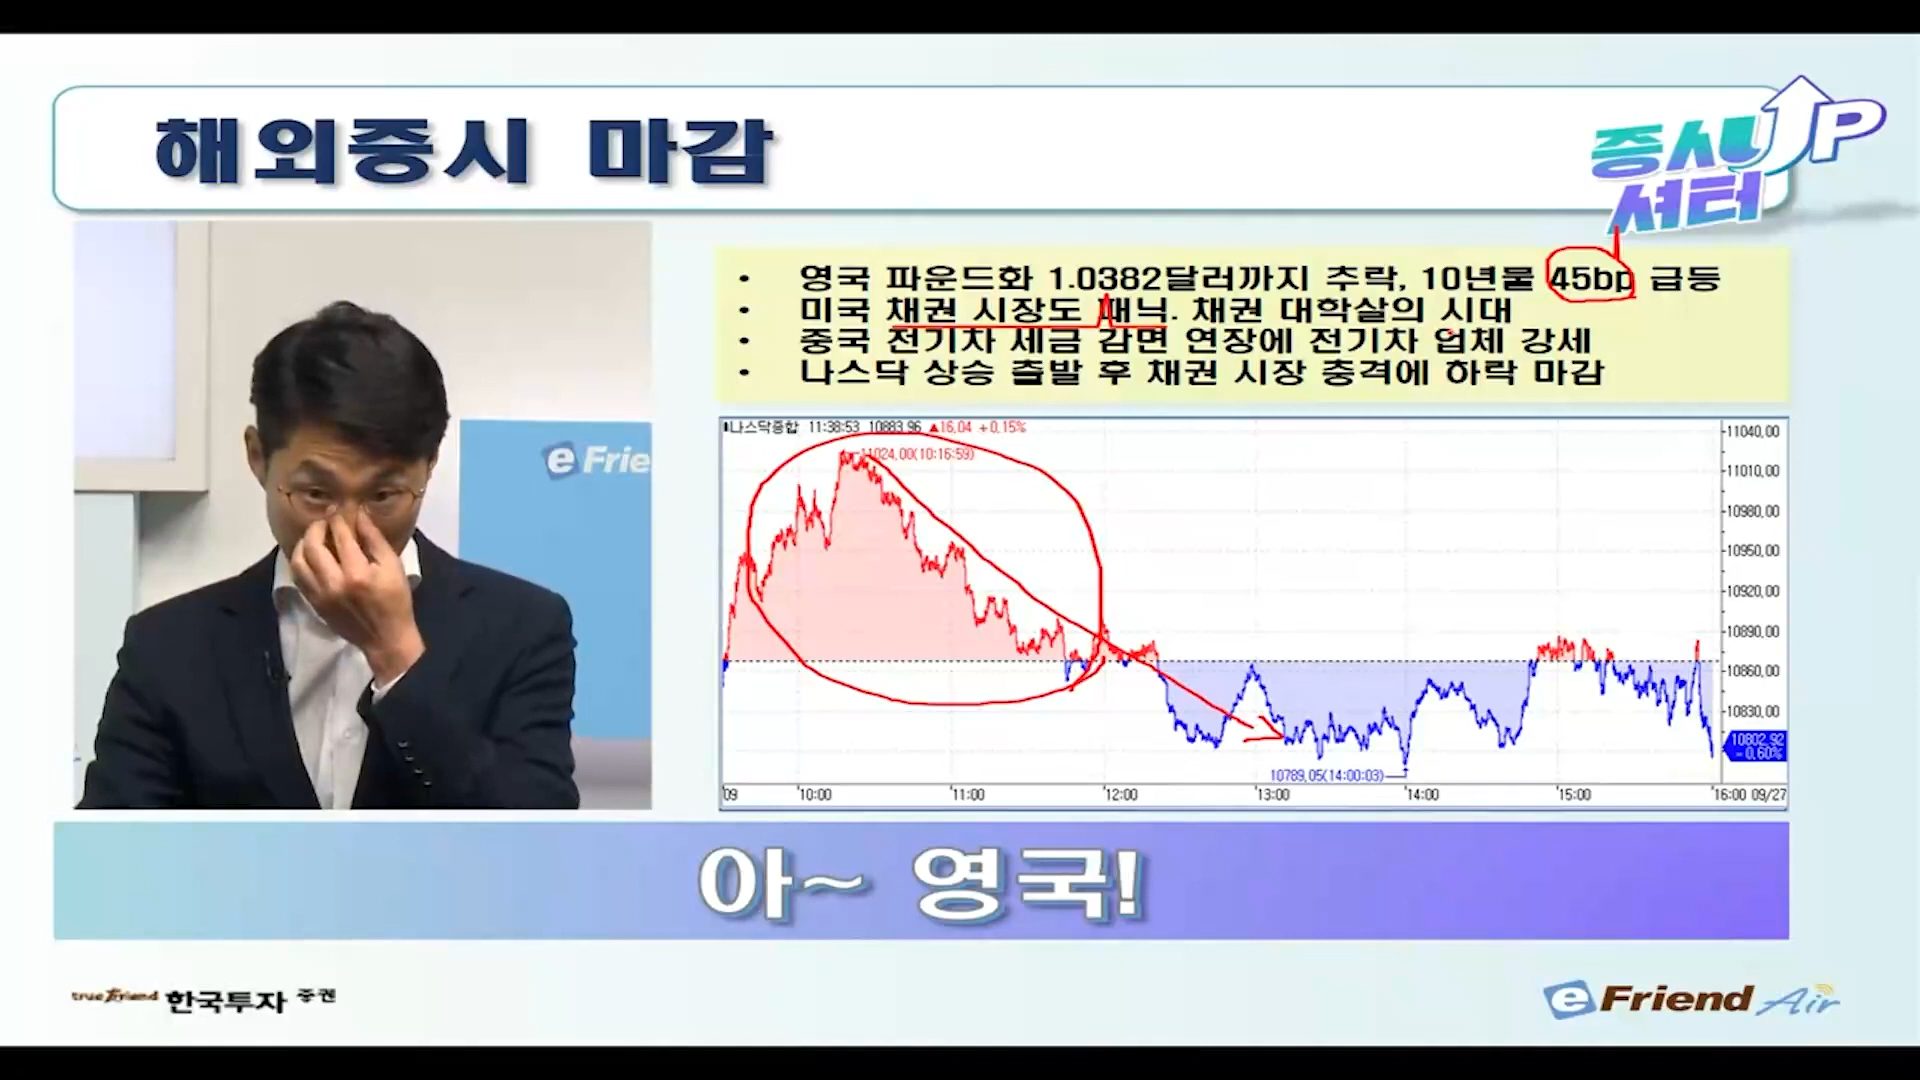 해외증시 마감
증시UP
셔터
• 영국 파운드화 1.0382달러까지 추락, 10년물 45bp 급등
• 미국 채권 시장도 패닉. 채권 대학살의 시대
• 중국 전기차 세금 감면 연장에 전기차 업체 강세
• 나스닥 상승 출발 후 채권 시장 충격에 하락 마감
e Frie
나스닥종합 11:38:53 10883.96 ▲16.04 +0.15%
11024.00(10:16:59)
11040.00
11010.00
10980.00
10950.00
10920.00
10890.00
10860.00
10830.00
10802.92
-0.60%
10789.05(14:00:03)
09 10:00 11:00 12:00 13:00 14:00 15:00 16:00 09/27
아~ 영국!
true Friend 한국투자 증권
e Friend Air